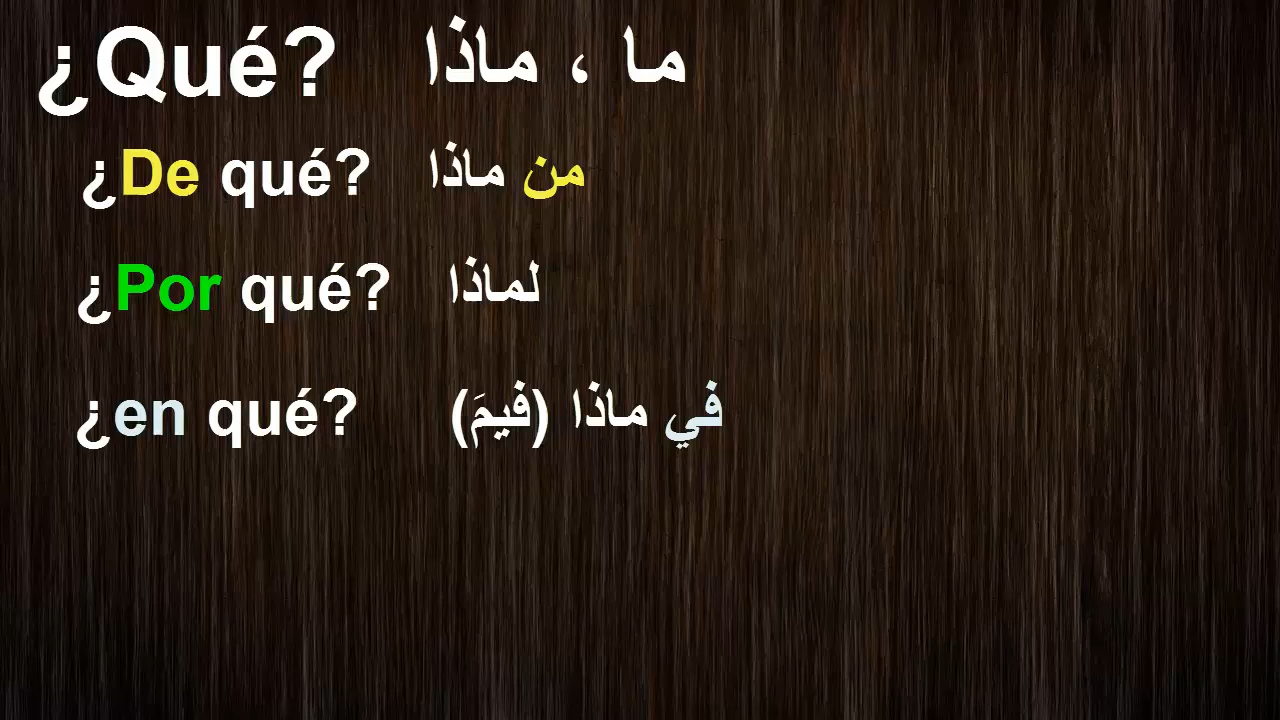 ¿Qué? ما ، ماذا
¿De qué? من ماذا
¿Por qué? لماذا
¿en qué? في ماذا (فيمَ)